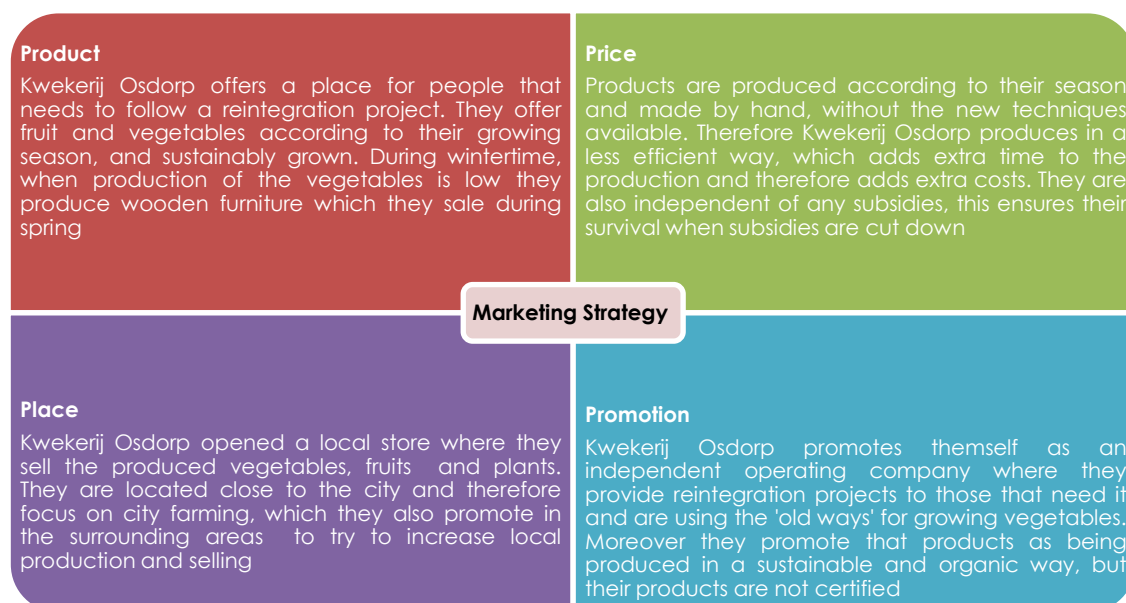 Product
Kwekerij Osdorp offers a place for people that
needs to follow a reintegration project. They offer
fruit and vegetables according to their growing
season, and sustainably grown. During wintertime,
when production of the vegetables is low they
produce wooden furniture which they sale during
spring
Price
Products are produced according to their season
and made by hand, without the new techniques
available. Therefore Kwekerij Osdorp produces in a
less efficient way, which adds extra time to the
production and therefore adds extra costs. They are
also independent of any subsidies, this ensures their
survival when subsidies are cut down
Marketing Strategy
Place
Kwekerij Osdorp opened a local store where they
sell the produced vegetables, fruits and plants.
They are located close to the city and therefore
focus on city farming, which they also promote in
the surrounding areas to try to increase local
production and selling
Promotion
Kwekerij Osdorp promotes themself as an
independent operating company where they
provide reintegration projects to those that need it
and are using the 'old ways' for growing vegetables.
Moreover they promote that products as being
produced in a sustainable and organic way, but
their products are not certified